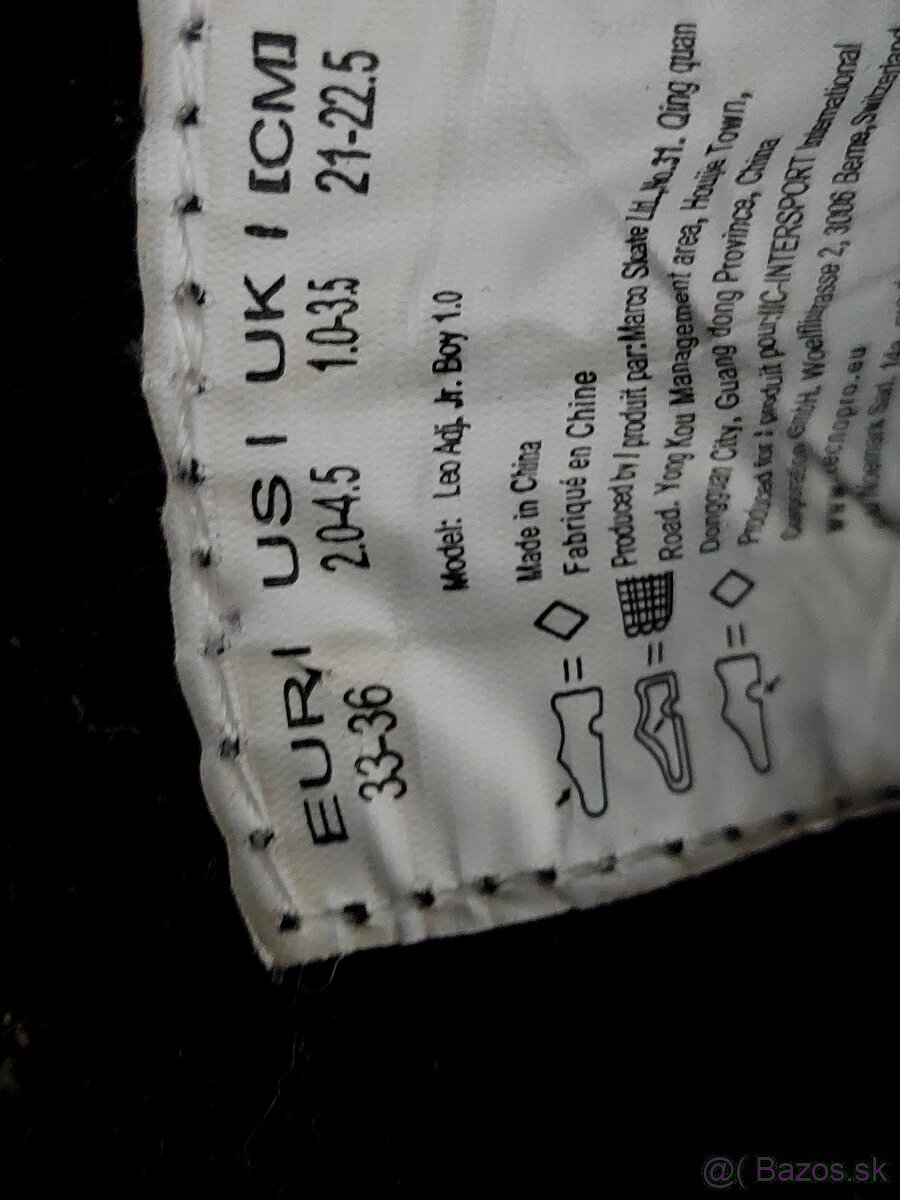 EUR I US I UK I [CM]
33-36 2.0-4.5 1.0-3.5 21-22.5
Model: Leo Adj. Jr. Boy 1.0
Made in China
Fabriqué en Chine
Produced by / produit par:Marco Skate Ltd.,No.31. Qing quan
Road. Yong Kou Management area, Houjie Town,
Dongguan City, Guang dong Province, China
Produced for / produit pour:IIC-INTERSPORT International
Corporation GmbH, 2, 3006 Berne,Switzerland
www.tecnopro.eu
@( Bazos.sk